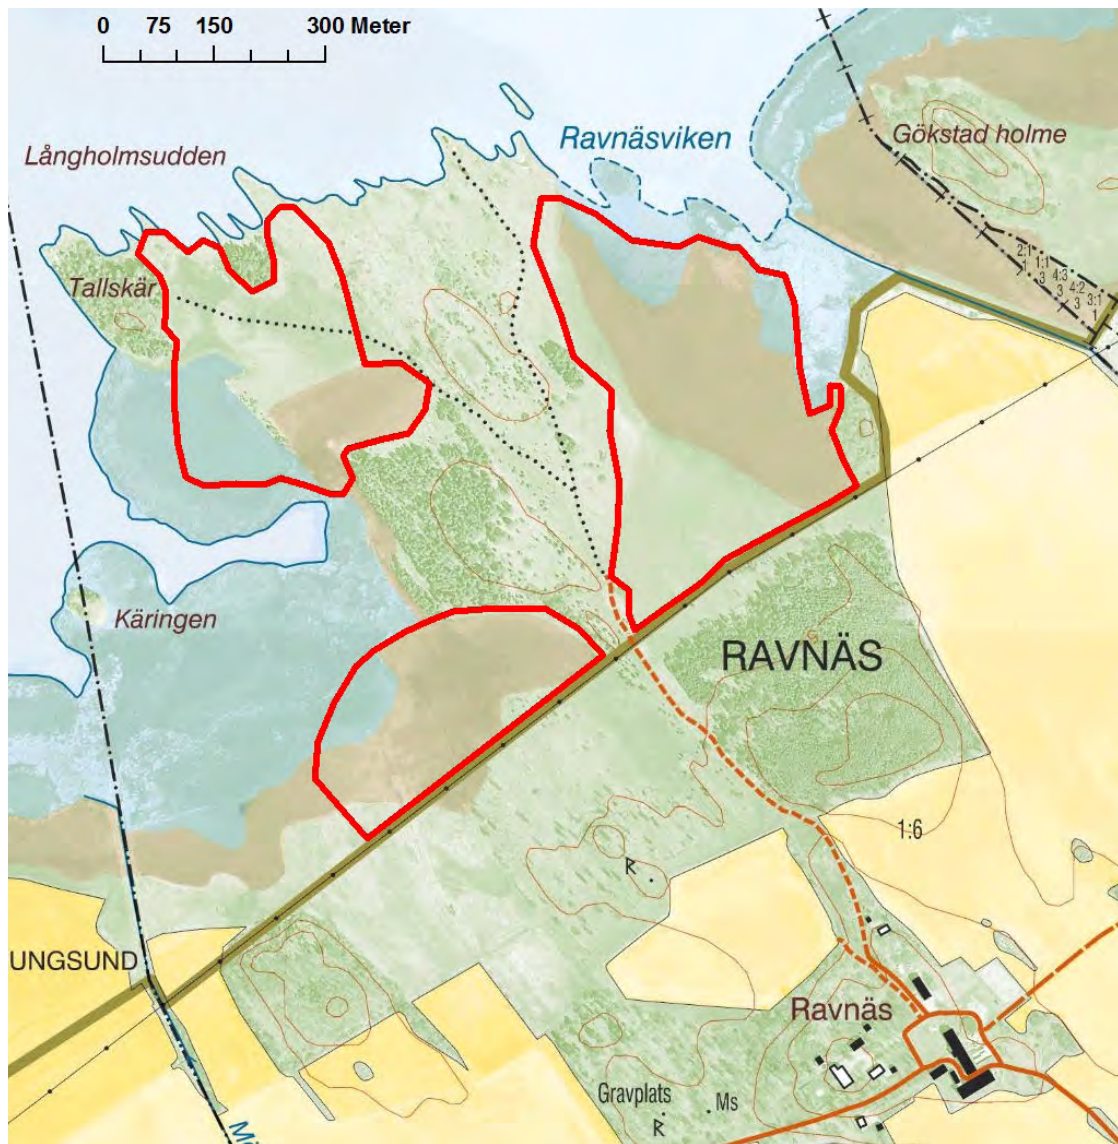 0 75 150 300 Meter
Långholmsudden
Ravnäsviken
Gökstad holme
Tallskär
2:1 1:1 4:3 4:2 3:1
1 3 3 3 1
Käringen
RAVNÄS
1:6
R
UNGSUND
Ravnäs
Gravplats
Ms
R